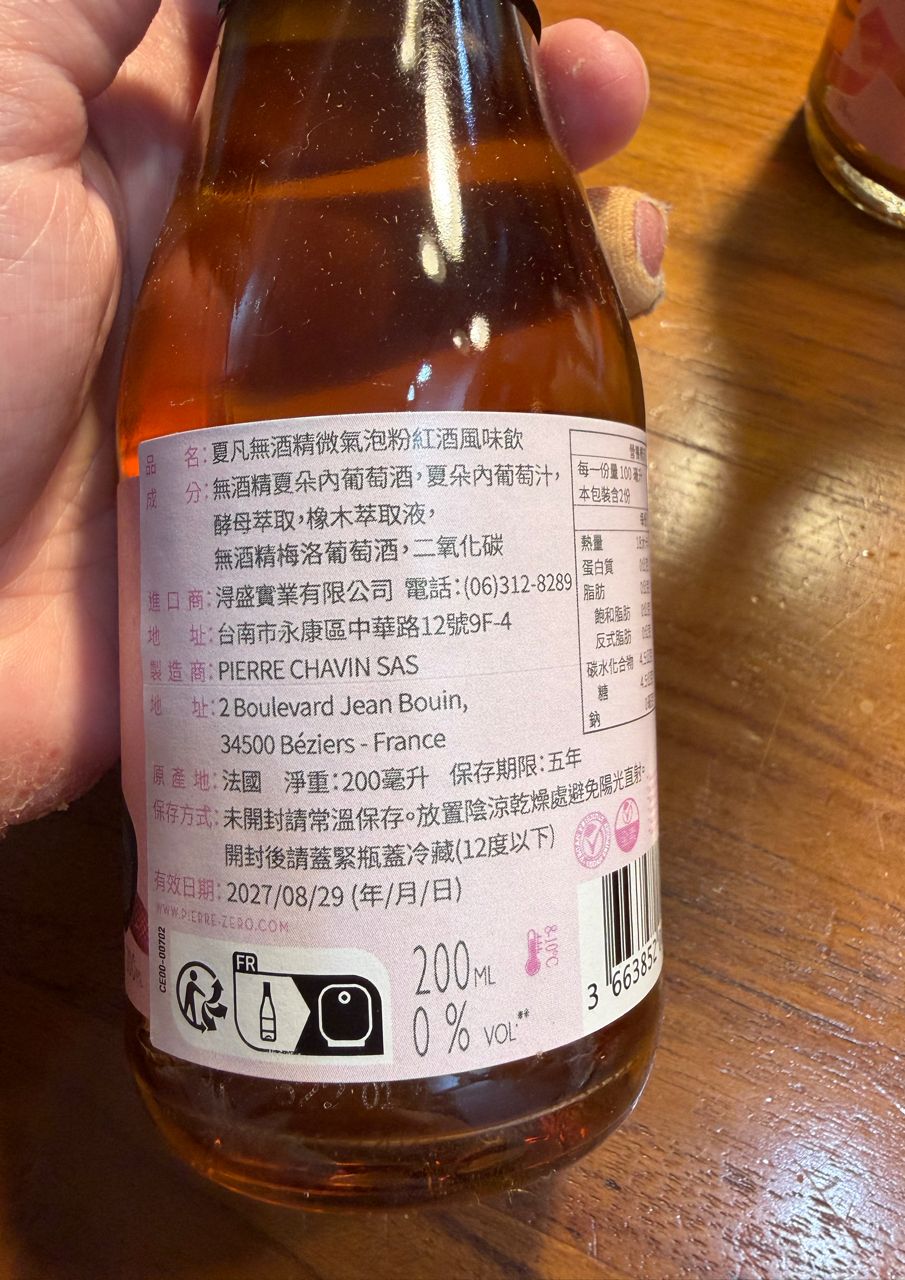 品名:夏凡無酒精微氣泡粉紅酒風味飲
成分:無酒精夏朵內葡萄酒,夏朵內葡萄汁,
酵母萃取,橡木萃取液,
無酒精梅洛葡萄酒,二氧化碳
進口商:淂盛實業有限公司 電話:(06)312-8289
地址:台南市永康區中華路12號9F-4
製造商:PIERRE CHAVIN SAS
地址:2 Boulevard Jean Bouin,
34500 Béziers - France
原產地:法國 淨重:200毫升 保存期限:五年
保存方式:未開封請常溫保存。放置陰涼乾燥處避免陽光直射。
開封後請蓋緊瓶蓋冷藏(12度以下)
有效日期:2027/08/29 (年/月/日)
WWW.PIERRE-ZERO.COM
每一份量 100 毫升
本包裝含2份
熱量
蛋白質
脂肪
飽和脂肪
反式脂肪
碳水化合物
糖
鈉
CE00-00702
FR
200ML
0 % VOL**
8-10°C
3 663852